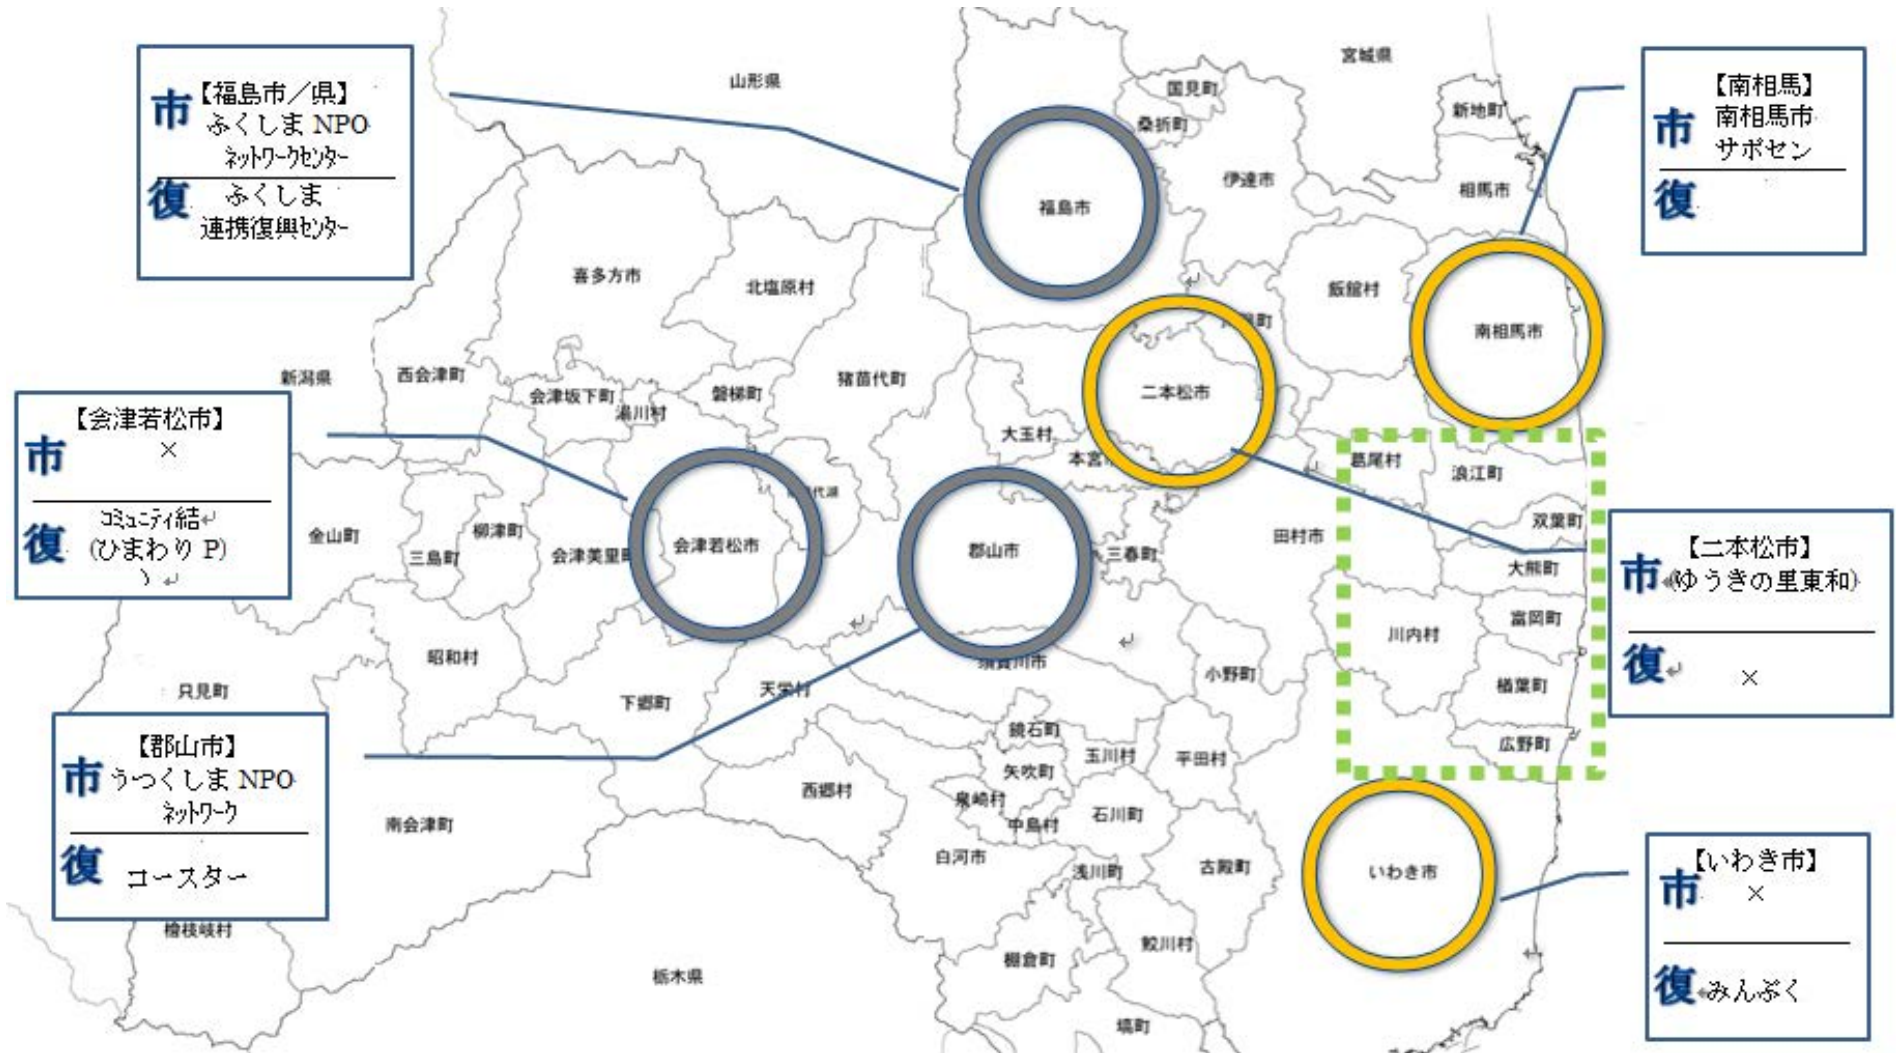 【福島市／県】
市
ふくしま NPO
ネットワークセンター
復
ふくしま
連携復興センター
【南相馬】
市
南相馬市
サポセン
復
【会津若松市】
市
×
復
コミュニティ結
(ひまわり P)
)
【郡山市】
市
うつくしま NPO
ネットワーク
復
コースター
【二本松市】
市
(ゆうきの里東和)
復
×
【いわき市】
市
×
復
みんぷく
山形県
宮城県
国見町
桑折町
新地町
伊達市
相馬市
福島市
喜多方市
北塩原村
飯舘村
南相馬市
新潟県
西会津町
会津坂下町
湯川村
磐梯町
猪苗代町
二本松市
大玉村
葛尾村
浪江町
双葉町
金山町
三島町
柳津町
会津美里町
会津若松市
郡山市
三春町
田村市
大熊町
富岡町
川内村
昭和村
須賀川市
小野町
只見町
下郷町
天栄村
楢葉町
鏡石町
玉川村
平田村
広野町
西郷村
矢吹町
泉崎村
中島村
石川町
南会津町
白河市
浅川町
古殿町
いわき市
檜枝岐村
棚倉町
鮫川村
栃木県
塙町